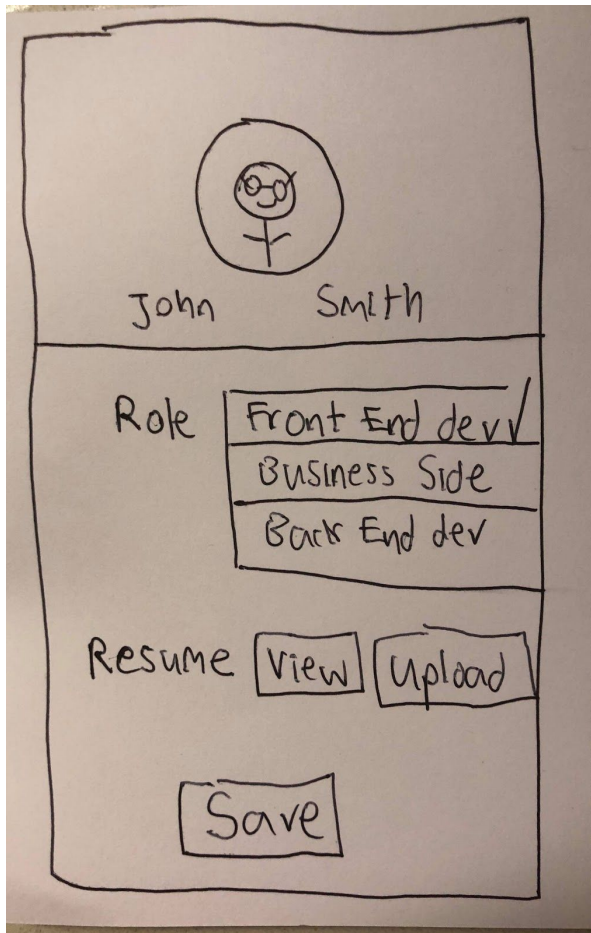 John Smith
Role Front End dev
Business Side
Back End dev
Resume View Upload
Save